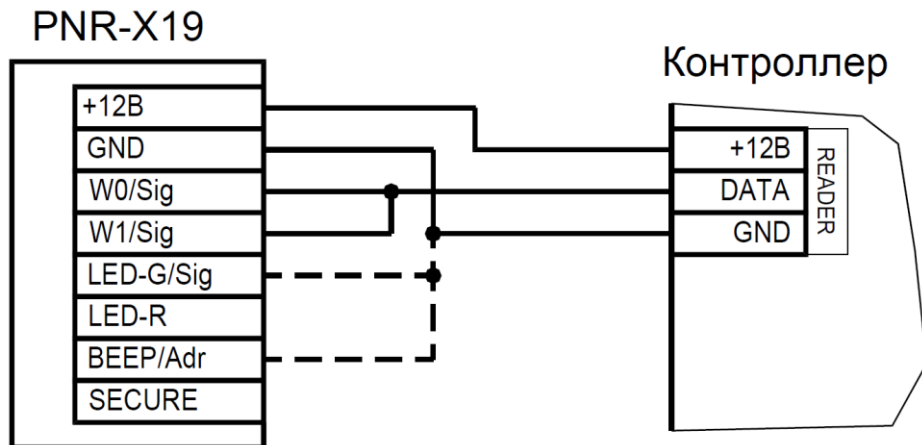 PNR-X19
+12В
GND
W0/Sig
W1/Sig
LED-G/Sig
LED-R
BEEP/Adr
SECURE
Контроллер
+12В
DATA
GND
READER